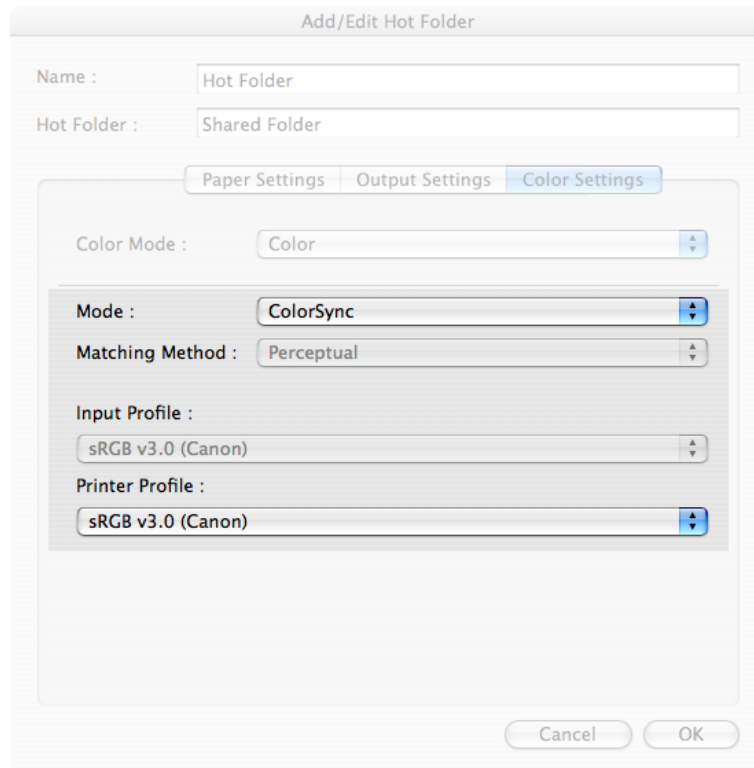 Add/Edit Hot Folder
Name :
Hot Folder
Hot Folder :
Shared Folder
Paper Settings
Output Settings
Color Settings
Color Mode :
Color
Mode :
ColorSync
Matching Method :
Perceptual
Input Profile :
sRGB v3.0 (Canon)
Printer Profile :
sRGB v3.0 (Canon)
Cancel
OK